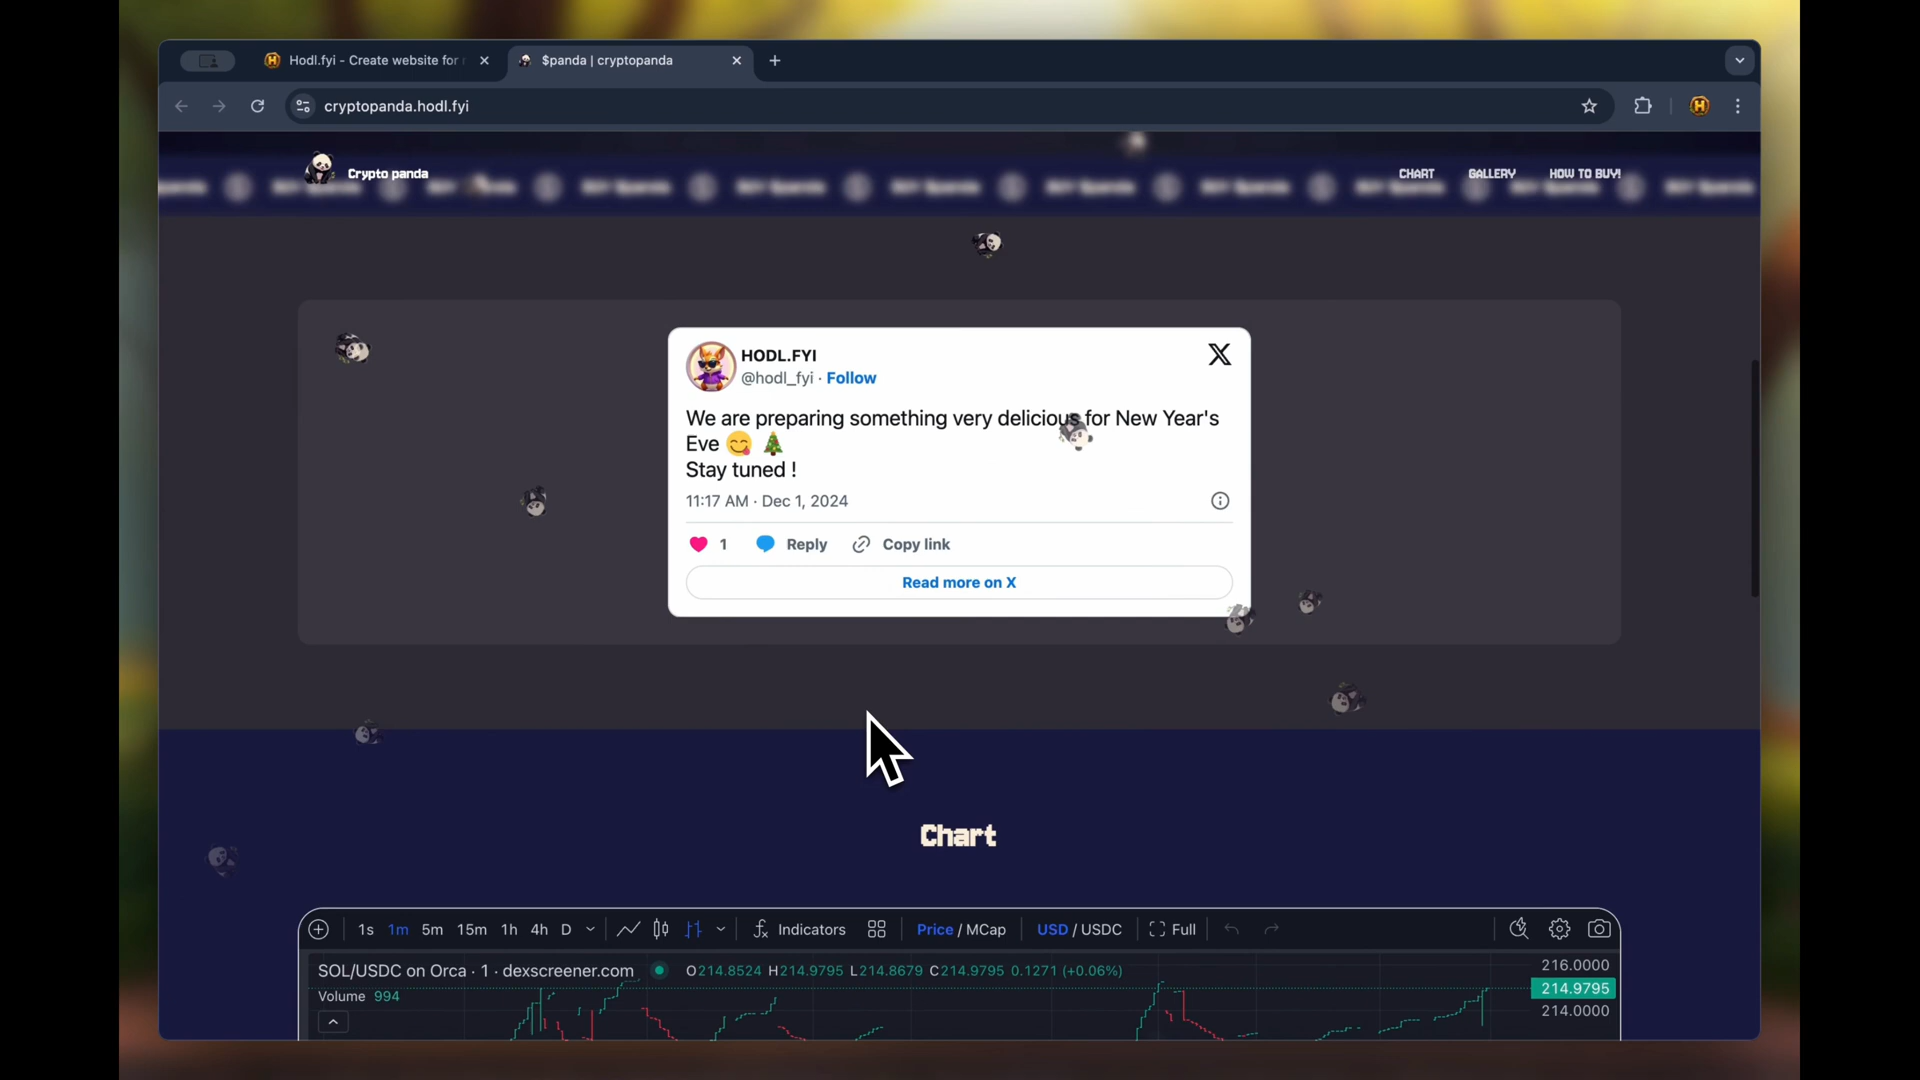 Hodl.fyi - Create website for
$panda | cryptopanda
cryptopanda.hodl.fyi
Crypto panda
CHART
GALLERY
HOW TO BUY!
HODL.FYI
@hodl_fyi · Follow
We are preparing something very delicious for New Year's
Eve 😋 🎄
Stay tuned !
11:17 AM · Dec 1, 2024
1
Reply
Copy link
Read more on X
Chart
1s 1m 5m 15m 1h 4h D
Indicators
Price / MCap
USD / USDC
Full
SOL/USDC on Orca · 1 · dexscreener.com
O214.8524 H214.9795 L214.8679 C214.9795 0.1271 (+0.06%)
216.0000
Volume 994
214.9795
214.0000